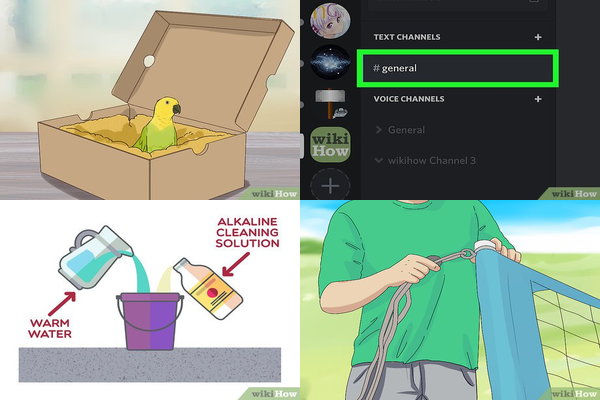 wikiHow
TEXT CHANNELS +
# general
VOICE CHANNELS +
General
wikihow Channel 3
wiki
How
wikiHow
ALKALINE
CLEANING
SOLUTION
WARM
WATER
wikiHow
wikiHow